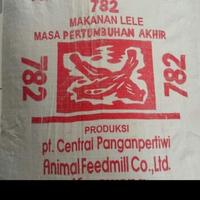 782
MAKANAN LELE
MASA PERTUMBUHAN AKHIR
782
782
PRODUKSI
pt. Central Panganpertiwi
Animal Feedmill Co.,Ltd.